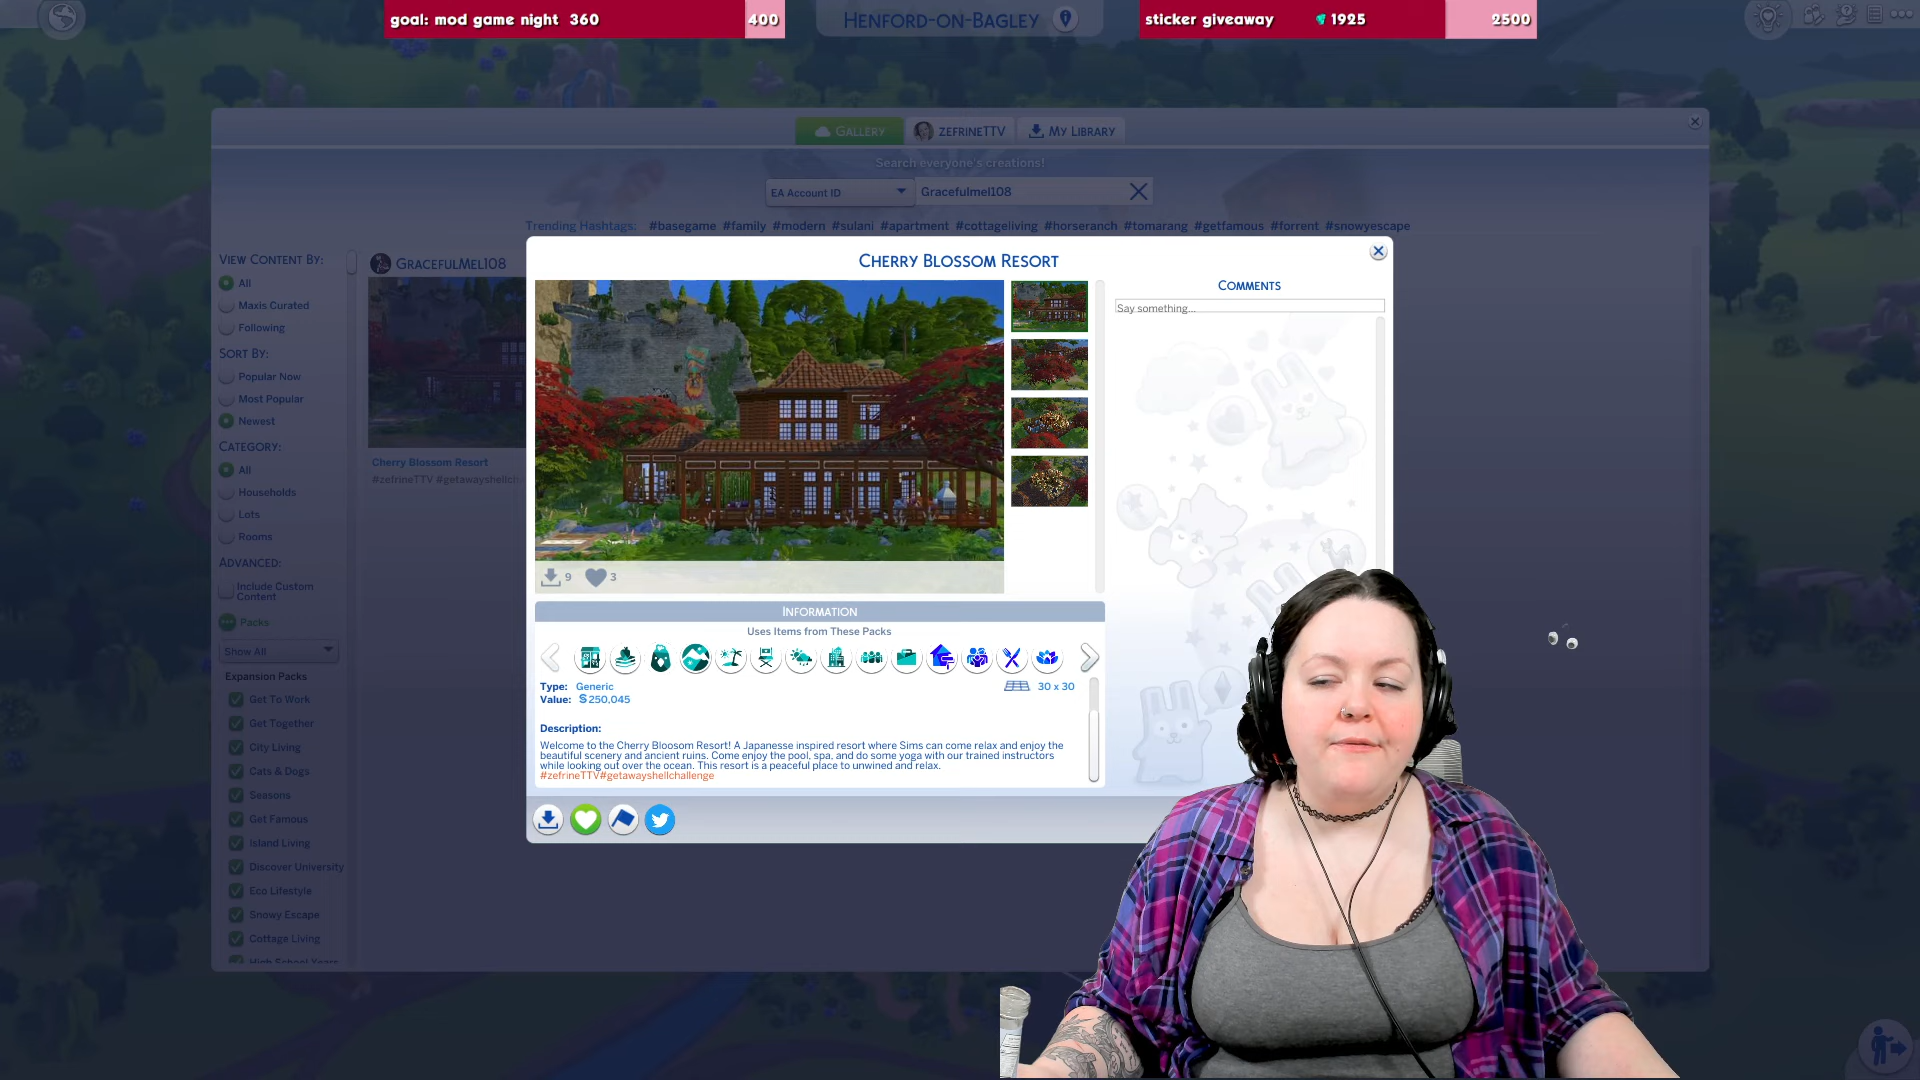 goal: mod game night 360
400
Henford-on-Bagley
sticker giveaway 1925
2500
Gallery
zefrineTTV
My Library
Search everyone's creations!
EA Account ID
Gracefulmel108
Trending Hashtags: #basegame #family #modern #sulani #apartment #cottageliving #horseranch #tomarang #getfamous #forrent #snowyescape
View Content By:
All
Maxis Curated
Following
Sort By:
Popular Now
Most Popular
Newest
Category:
All
Households
Lots
Rooms
Advanced:
Include Custom
Content
Packs
Show All
Expansion Packs
Get To Work
Get Together
City Living
Cats & Dogs
Seasons
Get Famous
Island Living
Discover University
Eco Lifestyle
Snowy Escape
Cottage Living
High School Years
GracefulMel108
Cherry Blossom Resort
#zefrineTTV
Cherry Blossom Resort
9
3
Comments
Say something...
Information
Uses Items from These Packs
Type: Generic
30 x 30
Value: §250,045
Description:
Welcome to the Cherry Bloosom Resort! A Japanesse inspired resort where Sims can come relax and enjoy the
beautiful scenery and ancient ruins. Come enjoy the pool, spa, and do some yoga with our trained instructors
while looking out over the ocean. This resort is a peaceful place to unwined and relax.
#zefrineTTV#getawayshellchallenge